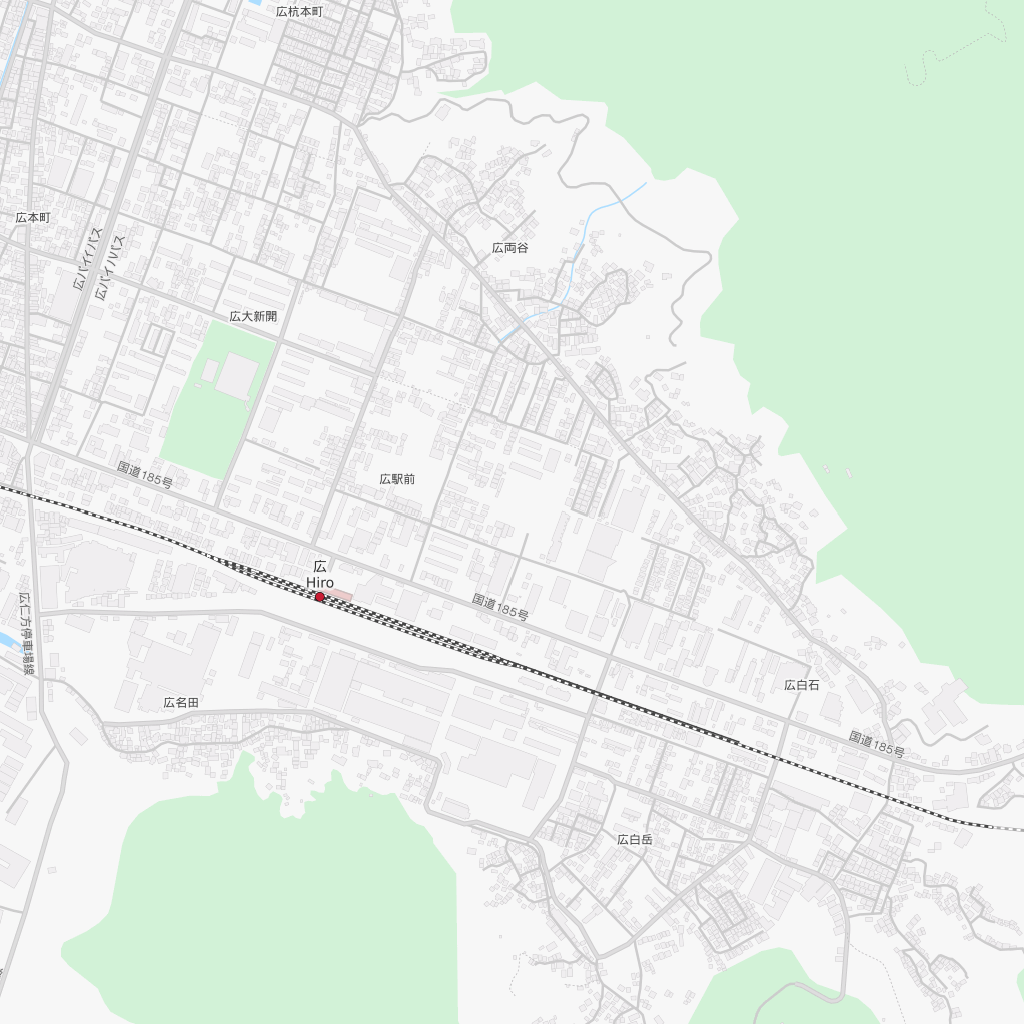 広杭本町
広本町
広両谷
広バイパス
広バイパス
広大新開
国道185号
広駅前
広
Hiro
国道185号
広仁方停車場線
広名田
広白石
国道185号
広白岳